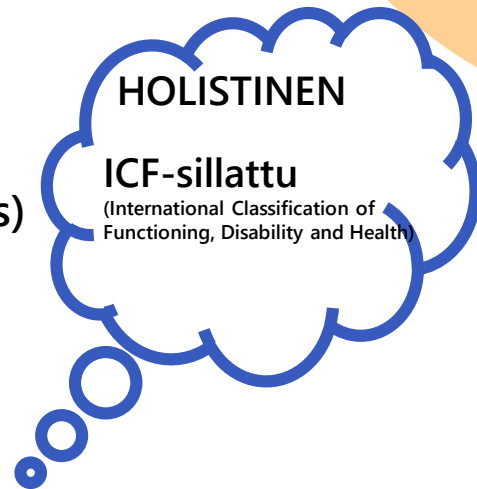 HOLISTINEN
ICF-sillattu
s)
(International Classification of
Functioning, Disability and Health)